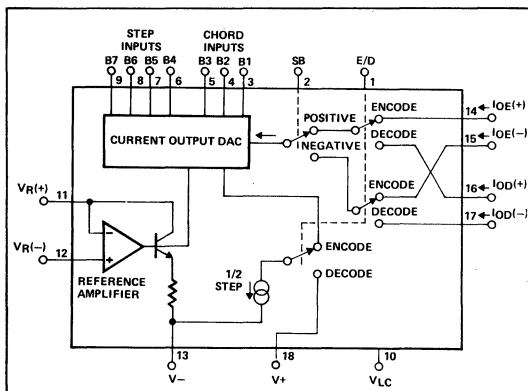 STEP INPUTS
CHORD INPUTS
B7 B6 B5 B4 B3 B2 B1 SB E/D
9 8 7 6 5 4 3 2 1
CURRENT OUTPUT DAC
POSITIVE
NEGATIVE
ENCODE
DECODE
14 IOE(+)
15 IOE(-)
ENCODE
DECODE
16 IOD(+)
17 IOD(-)
VR(+) 11
VR(-) 12
REFERENCE AMPLIFIER
1/2 STEP
ENCODE
DECODE
13 18 10
V- V+ VLC